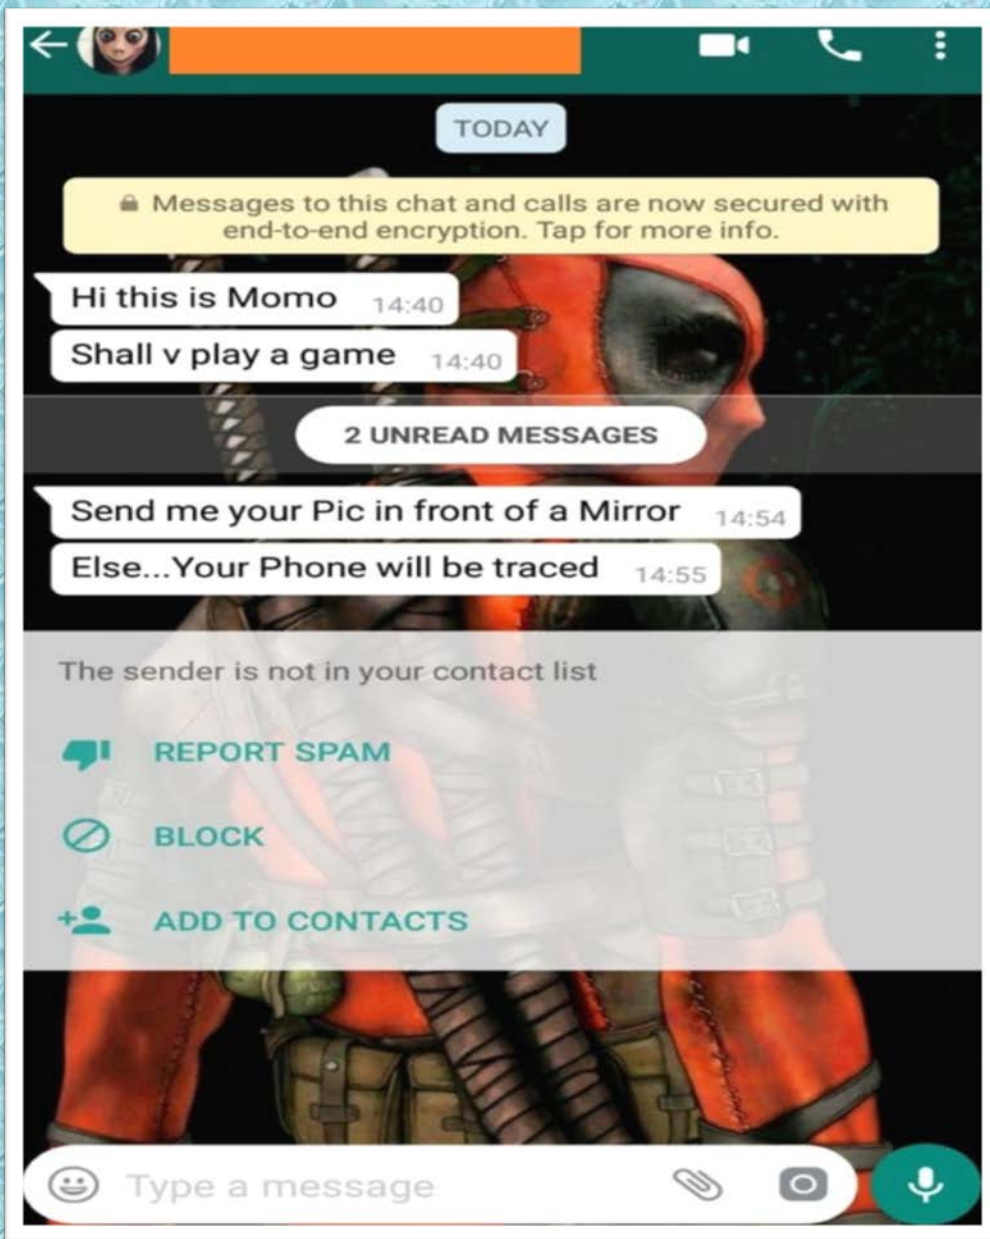 TODAY
Messages to this chat and calls are now secured with
end-to-end encryption. Tap for more info.
Hi this is Momo 14:40
Shall v play a game 14:40
2 UNREAD MESSAGES
Send me your Pic in front of a Mirror 14:54
Else...Your Phone will be traced 14:55
The sender is not in your contact list
REPORT SPAM
BLOCK
ADD TO CONTACTS
Type a message